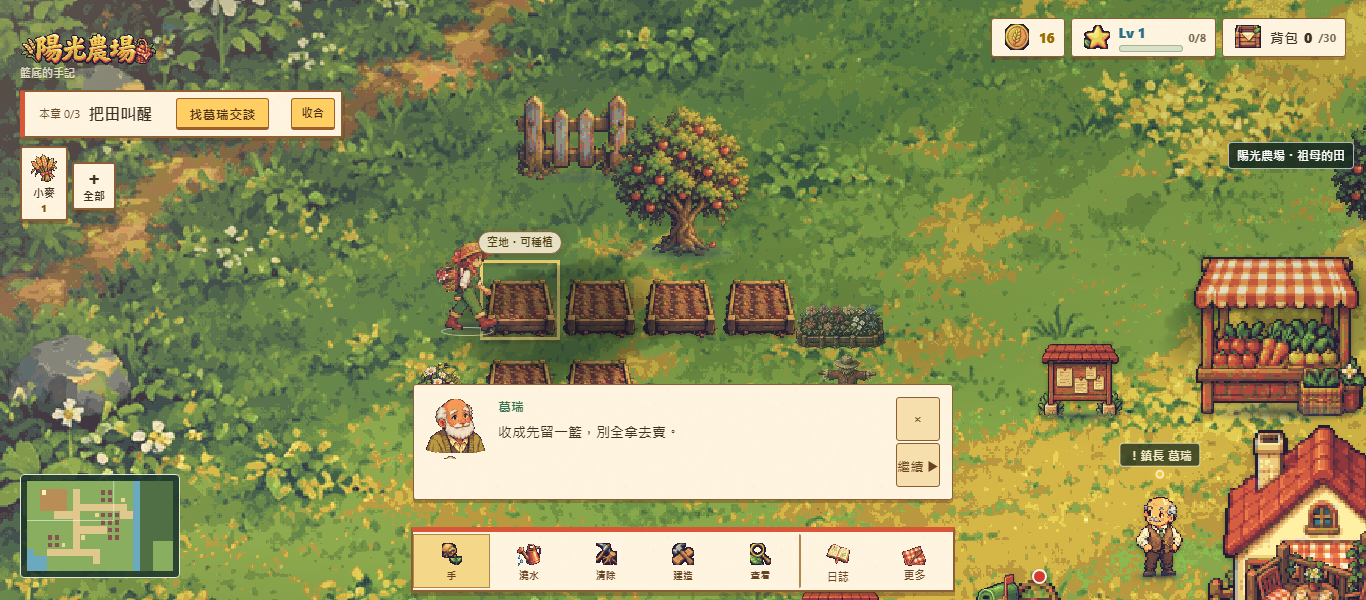 陽光農場
籃底的手記
16
Lv 1
0/8
背包 0 /30
本章 0/3 把田叫醒
找葛瑞交談
收合
小麥
1
+
全部
陽光農場・祖母的田
空地・可種植
葛瑞
收成先留一籃，別全拿去賣。
×
繼續 ▶
! 鎮長 葛瑞
手
澆水
清除
建造
查看
日誌
更多